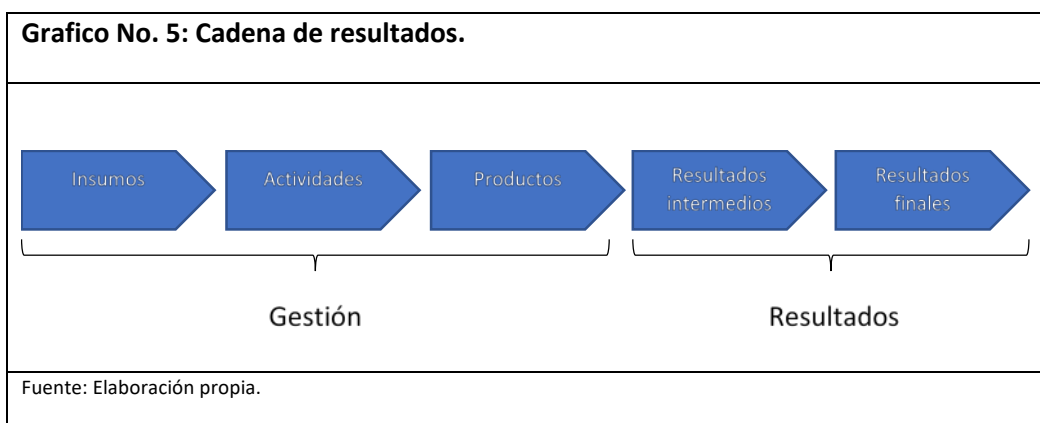 Grafico No. 5: Cadena de resultados.
Insumos
Actividades
Productos
Resultados
intermedios
Resultados
finales
Gestión
Resultados
Fuente: Elaboración propia.